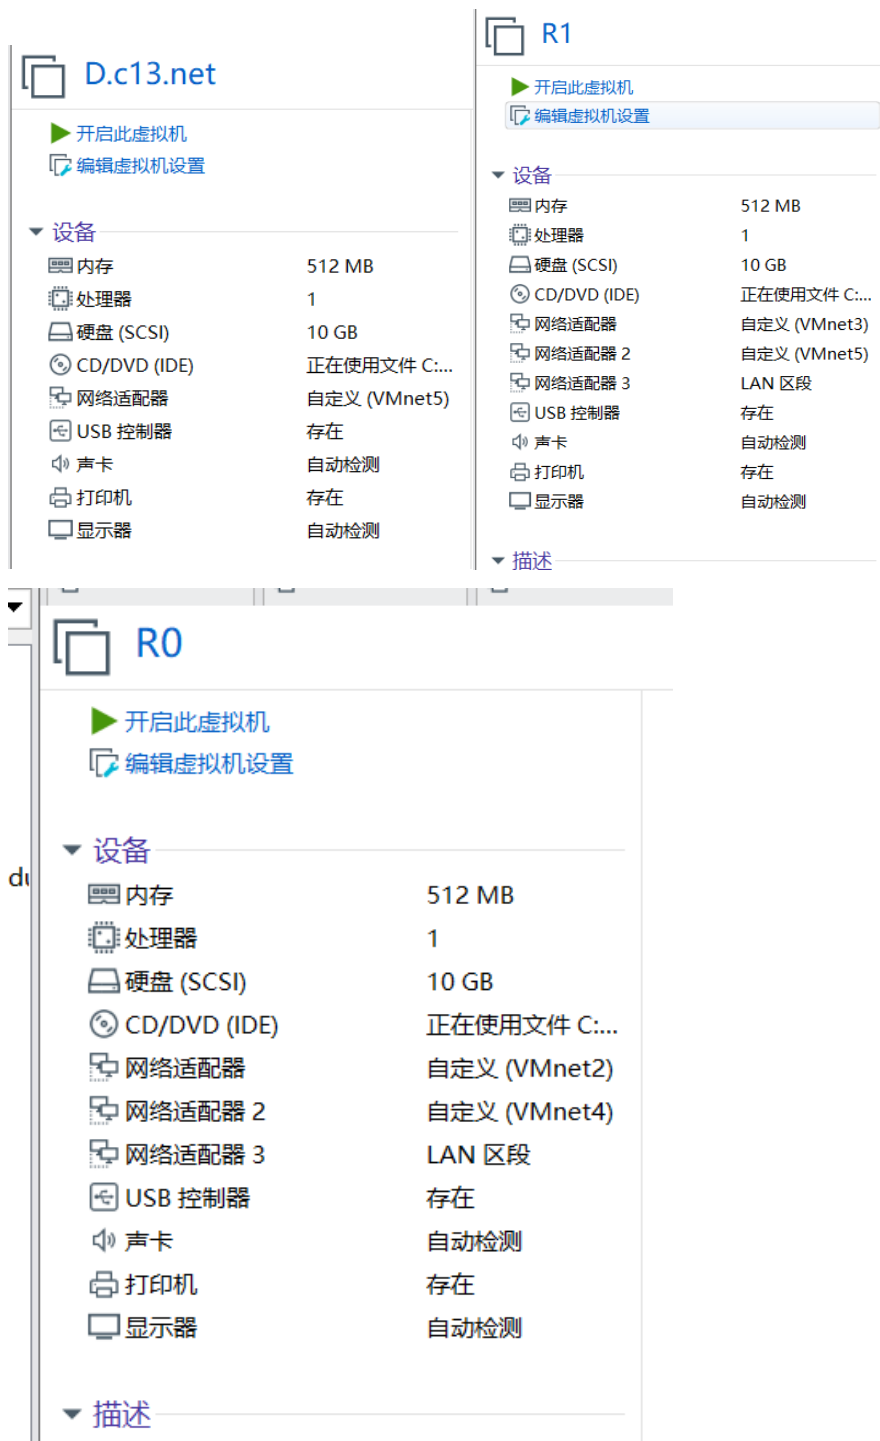 D.c13.net
开启此虚拟机
编辑虚拟机设置
设备
内存 512 MB
处理器 1
硬盘 (SCSI) 10 GB
CD/DVD (IDE) 正在使用文件 C:...
网络适配器 自定义 (VMnet5)
USB 控制器 存在
声卡 自动检测
打印机 存在
显示器 自动检测
R1
开启此虚拟机
编辑虚拟机设置
设备
内存 512 MB
处理器 1
硬盘 (SCSI) 10 GB
CD/DVD (IDE) 正在使用文件 C:...
网络适配器 自定义 (VMnet3)
网络适配器 2 自定义 (VMnet5)
网络适配器 3 LAN 区段
USB 控制器 存在
声卡 自动检测
打印机 存在
显示器 自动检测
描述
R0
开启此虚拟机
编辑虚拟机设置
设备
du
内存 512 MB
处理器 1
硬盘 (SCSI) 10 GB
CD/DVD (IDE) 正在使用文件 C:...
网络适配器 自定义 (VMnet2)
网络适配器 2 自定义 (VMnet4)
网络适配器 3 LAN 区段
USB 控制器 存在
声卡 自动检测
打印机 存在
显示器 自动检测
描述